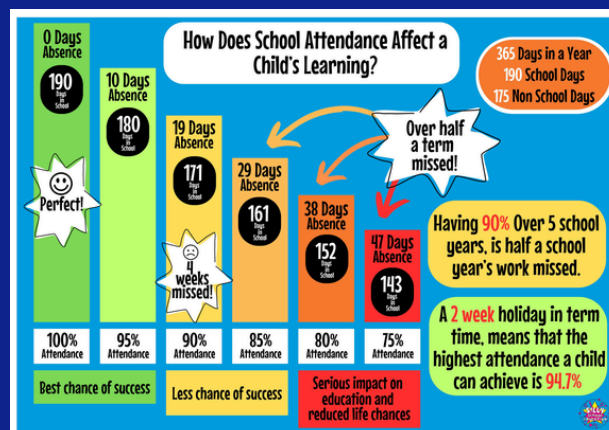 How Does School Attendance Affect a
Child's Learning?
365 Days in a Year
190 School Days
175 Non School Days
0 Days
Absence
190
Days
in
School
Perfect!
10 Days
Absence
180
Days
in
School
19 Days
Absence
171
Days
in
School
4
weeks
missed!
29 Days
Absence
161
Days
in
School
38 Days
Absence
152
Days
in
School
47 Days
Absence
143
Days
in
School
Over half
a term
missed!
Having 90% Over 5 school
years, is half a school
year's work missed.
A 2 week holiday in term
time, means that the
highest attendance a child
can achieve is 94.7%
100%
Attendance
95%
Attendance
90%
Attendance
85%
Attendance
80%
Attendance
75%
Attendance
Best chance of success
Less chance of success
Serious impact on
education and
reduced life chances